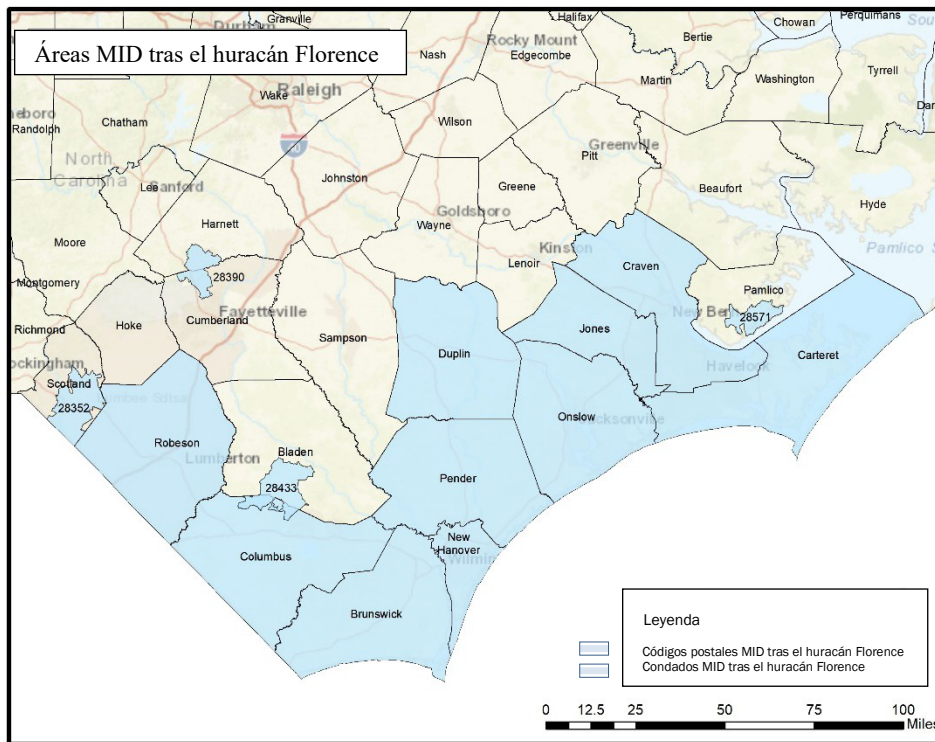 Granville
Halifax
Chowan
Perquimans
Durham
Áreas MID tras el huracán Florence
Nash
Rocky Mount
Edgecombe
Bertie
Washington
Tyrrell
Martin
Wake
Raleigh
Randolph
Chatham
Wilson
North
Carolina
Pitt
Greenville
Johnston
Greene
Lee
Sanford
Beaufort
Hyde
Harnett
Wayne
Goldsboro
Moore
Kinston
Lenoir
Craven
Pamlico S
Montgomery
28390
Pamlico
New Bern
28571
Richmond
Hoke
Cumberland
Fayetteville
Sampson
Jones
Duplin
Carteret
Havelock
Scotland
28352
Onslow
Jacksonville
Robeson
Lumberton
Bladen
28433
Pender
Columbus
New
Hanover
Brunswick
Leyenda
Códigos postales MID tras el huracán Florence
Condados MID tras el huracán Florence
0 12.5 25 50 75 100
Miles